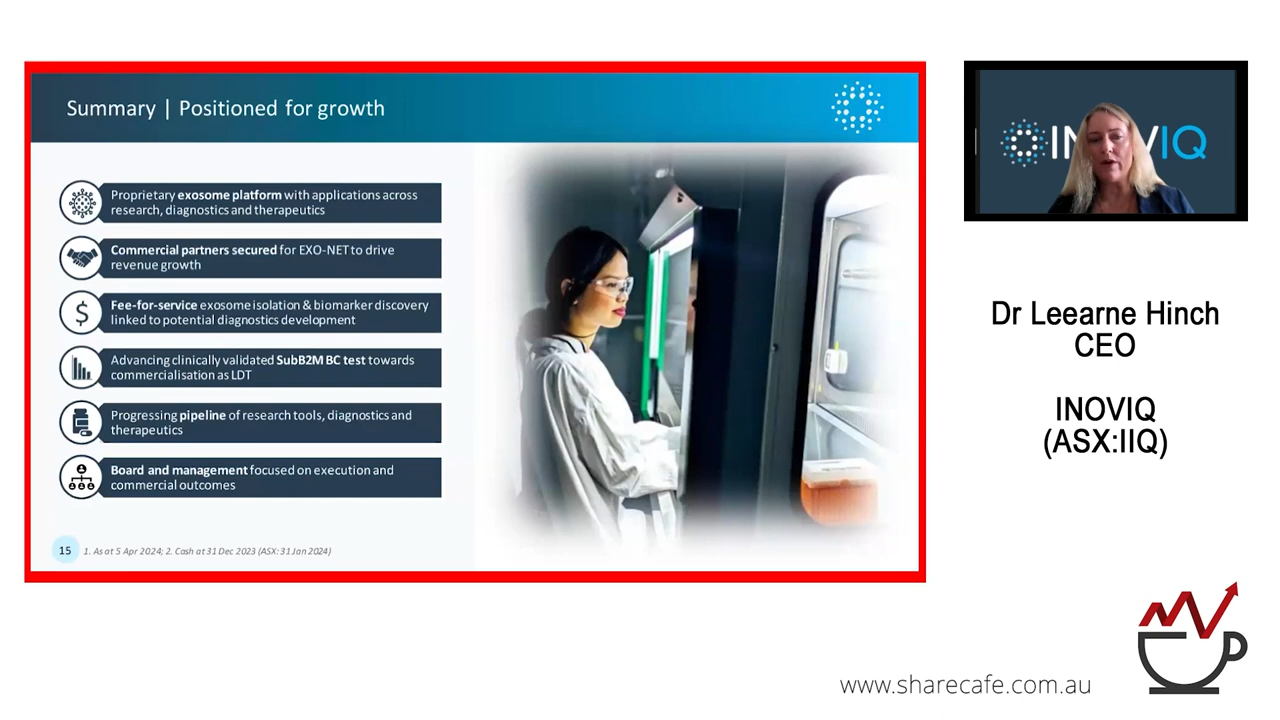 Summary | Positioned for growth
Proprietary exosome platform with applications across
research, diagnostics and therapeutics
Commercial partners secured for EXO-NET to drive
revenue growth
$
Fee-for-service exosome isolation & biomarker discovery
linked to potential diagnostics development
Advancing clinically validated SubB2M BC test towards
commercialisation as LDT
Progressing pipeline of research tools, diagnostics and
therapeutics
Board and management focused on execution and
commercial outcomes
15
1. As at 5 Apr 2024; 2. Cash at 31 Dec 2023 (ASX: 31 Jan 2024)
Dr Leearne Hinch
CEO
INOVIQ
(ASX:IIQ)
www.sharecafe.com.au